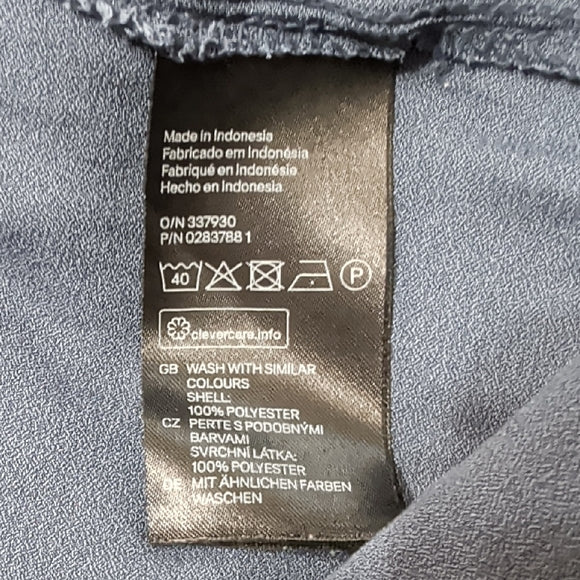 Made in Indonesia
Fabricado em Indonésia
Fabriqué en Indonésie
Hecho en Indonesia
O/N 337930
P/N 0283788 1
40 P
clevercare.info
GB WASH WITH SIMILAR
COLOURS
SHELL:
100% POLYESTER
CZ PERTE S PODOBNÝMI
BARVAMI
SVRCHNÍ LÁTKA:
100% POLYESTER
DE MIT ÄHNLICHEN FARBEN
WASCHEN